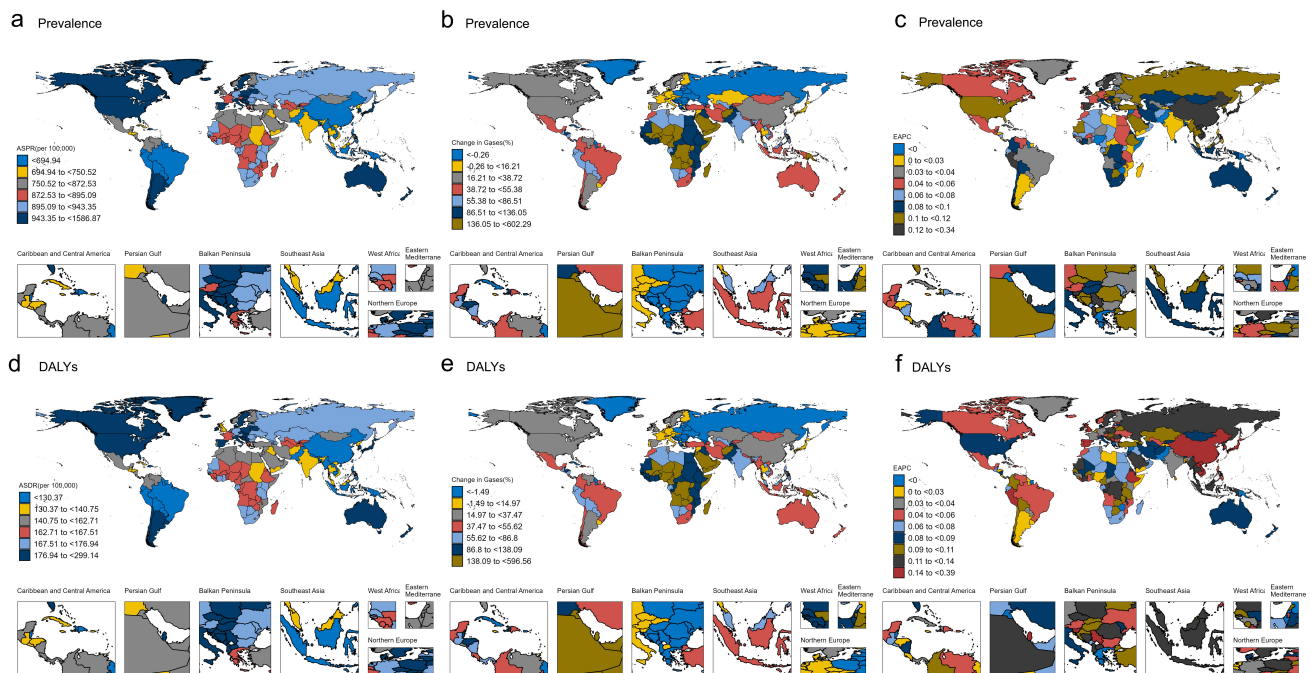 a Prevalence
ASPR(per 100,000)
<694.94
694.94 to <750.52
750.52 to <872.53
872.53 to <895.09
895.09 to <943.35
943.35 to <1586.87
Caribbean and Central America
Persian Gulf
Balkan Peninsula
Southeast Asia
West Africa
Eastern
Mediterrane
Northern Europe
b Prevalence
Change in Gases(%)
<-0.26
-0.26 to <16.21
16.21 to <38.72
38.72 to <55.38
55.38 to <86.51
86.51 to <136.05
136.05 to <602.29
Caribbean and Central America
Persian Gulf
Balkan Peninsula
Southeast Asia
West Africa
Eastern
Mediterrane
Northern Europe
c Prevalence
EAPC
<0
0 to <0.03
0.03 to <0.04
0.04 to <0.06
0.06 to <0.08
0.08 to <0.1
0.1 to <0.12
0.12 to <0.34
Caribbean and Central America
Persian Gulf
Balkan Peninsula
Southeast Asia
West Africa
Eastern
Mediterrane
Northern Europe
d DALYs
ASDR(per 100,000)
<130.37
130.37 to <140.75
140.75 to <162.71
162.71 to <167.51
167.51 to <176.94
176.94 to <299.14
Caribbean and Central America
Persian Gulf
Balkan Peninsula
Southeast Asia
West Africa
Eastern
Mediterrane
Northern Europe
e DALYs
Change in Gases(%)
<-1.49
-1.49 to <14.97
14.97 to <37.47
37.47 to <55.62
55.62 to <86.8
86.8 to <138.09
138.09 to <596.56
Caribbean and Central America
Persian Gulf
Balkan Peninsula
Southeast Asia
West Africa
Eastern
Mediterrane
Northern Europe
f DALYs
EAPC
<0
0 to <0.03
0.03 to <0.04
0.04 to <0.06
0.06 to <0.08
0.08 to <0.09
0.09 to <0.11
0.11 to <0.14
0.14 to <0.39
Caribbean and Central America
Persian Gulf
Balkan Peninsula
Southeast Asia
West Africa
Eastern
Mediterrane
Northern Europe